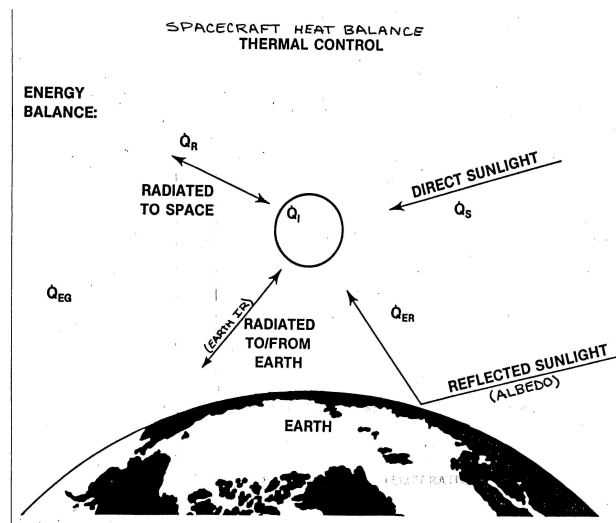 SPACECRAFT HEAT BALANCE
THERMAL CONTROL
ENERGY
BALANCE:
Q̇R
RADIATED
TO SPACE
Q̇I
DIRECT SUNLIGHT
Q̇S
Q̇EG
(EARTH IR)
RADIATED
TO/FROM
EARTH
Q̇ER
REFLECTED SUNLIGHT
(ALBEDO)
EARTH